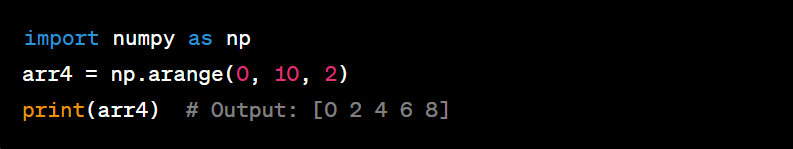 import numpy as np
arr4 = np.arange(0, 10, 2)
print(arr4)  # Output: [0 2 4 6 8]